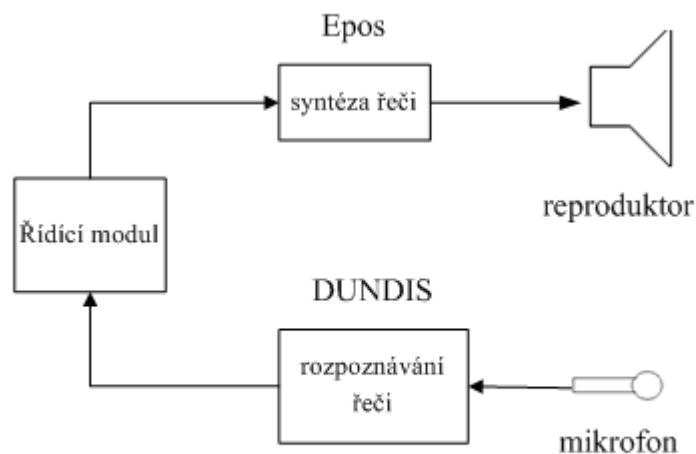 Epos
syntéza řeči
reproduktor
Řídící modul
DUNDIS
rozpoznávání
řeči
mikrofon